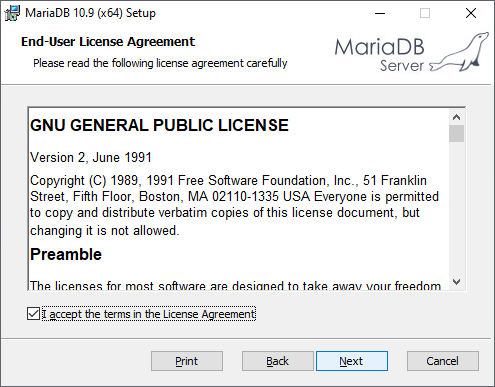 MariaDB 10.9 (x64) Setup
End-User License Agreement
Please read the following license agreement carefully
MariaDB
Server
GNU GENERAL PUBLIC LICENSE
Version 2, June 1991
Copyright (C) 1989, 1991 Free Software Foundation, Inc., 51 Franklin
Street, Fifth Floor, Boston, MA 02110-1335 USA Everyone is permitted
to copy and distribute verbatim copies of this license document, but
changing it is not allowed.
Preamble
The licenses for most software are designed to take away your freedom
I accept the terms in the License Agreement
Print Back Next Cancel